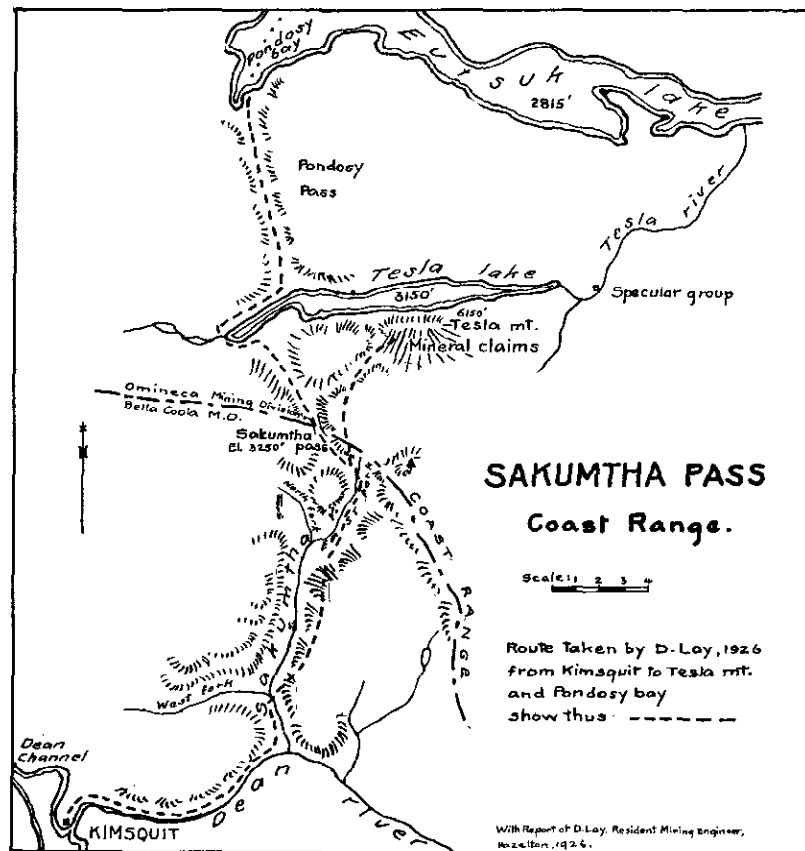 Pondosy
bay
Eutsuk lake
2815'
Pondosy
Pass
Tesla river
Tesla lake
3150'
Specular group
6150'
Tesla mt.
Mineral claims
Omineca Mining Division
Bella Coola M.D.
Sakumtha
El. 3250' pass
SAKUMTHA PASS
Coast Range.
North Fork
COAST RANGE
Scale: 1 2 3 4
Sakumtha
Route taken by D. Lay, 1926
from Kimsquit to Tesla mt.
and Pondosy bay
show thus
West fork
Dean
Channel
Dean river
KIMSQUIT
With Report of D. Lay. Resident Mining Engineer,
Hazelton, 1926.